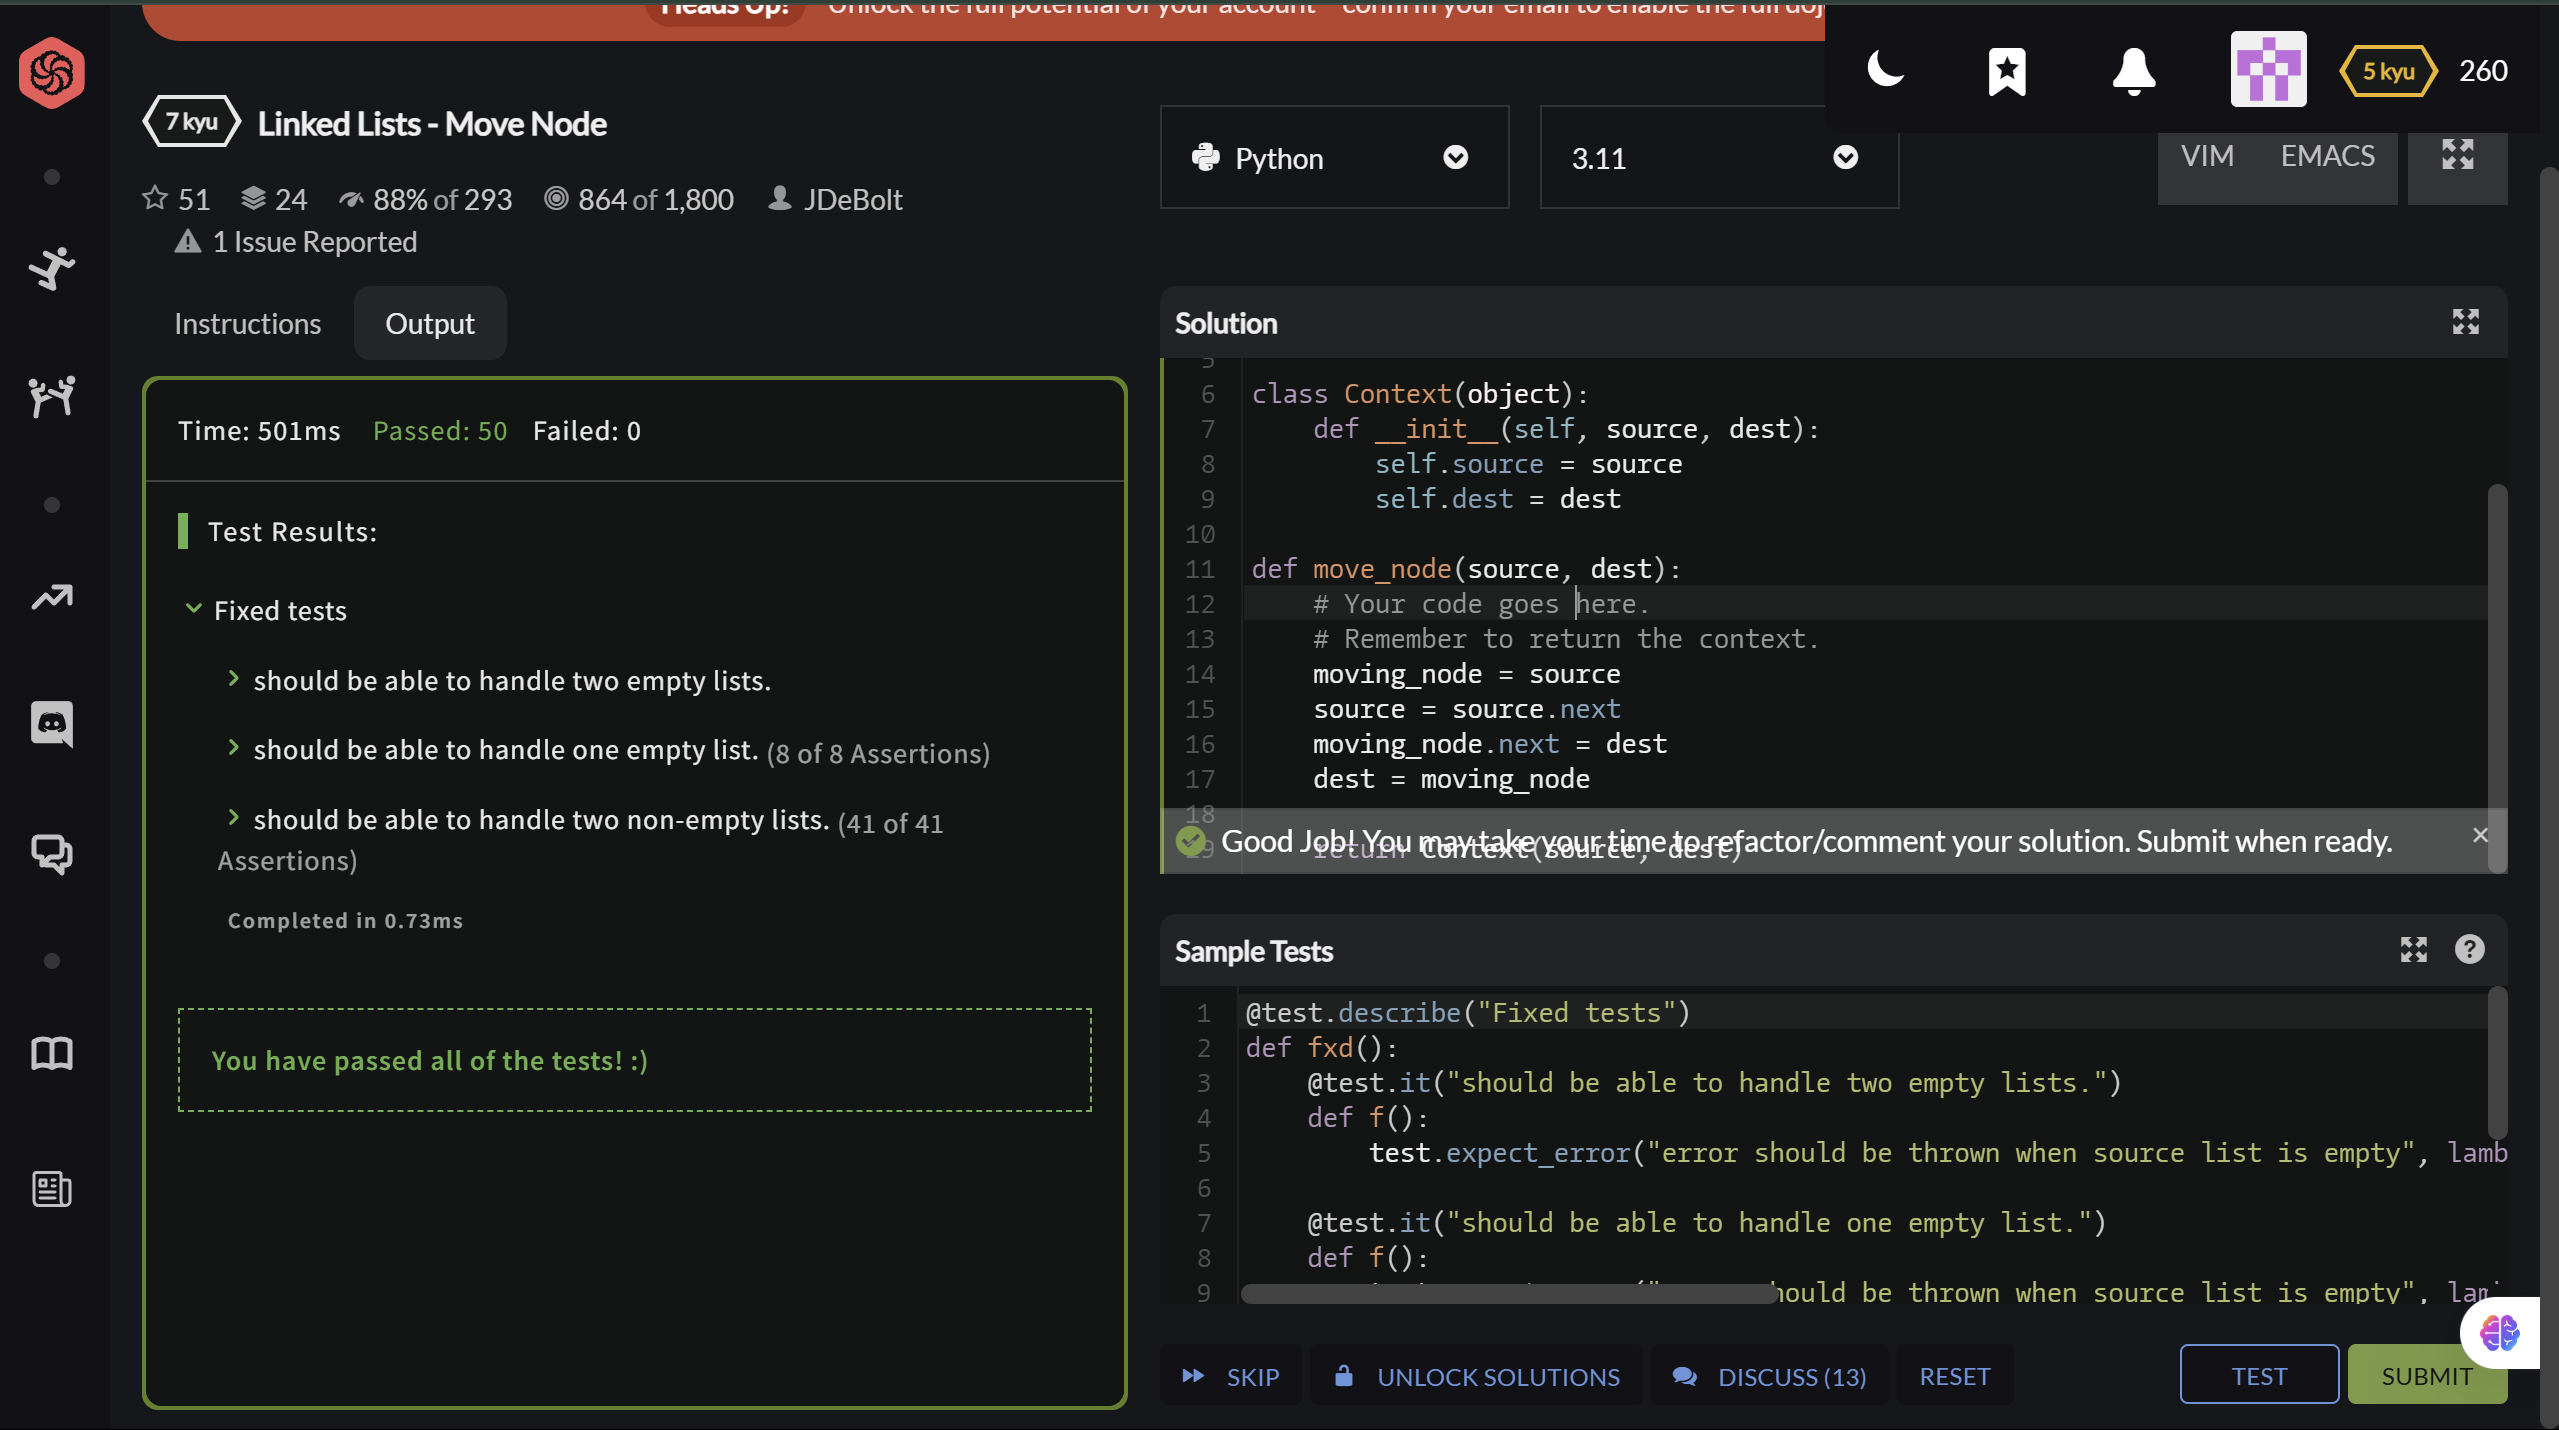 Heads Up! Unlock the full potential of your account confirm your email to enable the full doj
5 kyu 260
7 kyu Linked Lists - Move Node
51 24 88% of 293 864 of 1,800 JDeBolt
1 Issue Reported
Python 3.11 VIM EMACS
Instructions Output
Time: 501ms Passed: 50 Failed: 0
Test Results:
Fixed tests
should be able to handle two empty lists.
should be able to handle one empty list. (8 of 8 Assertions)
should be able to handle two non-empty lists. (41 of 41
Assertions)
Completed in 0.73ms
You have passed all of the tests! :)
Solution
5
6 class Context(object):
7 def __init__(self, source, dest):
8 self.source = source
9 self.dest = dest
10
11 def move_node(source, dest):
12 # Your code goes here.
13 # Remember to return the context.
14 moving_node = source
15 source = source.next
16 moving_node.next = dest
17 dest = moving_node
18
19 return Context(source, dest)
Good Job! You may take your time to refactor/comment your solution. Submit when ready. ×
Sample Tests
1 @test.describe("Fixed tests")
2 def fxd():
3 @test.it("should be able to handle two empty lists.")
4 def f():
5 test.expect_error("error should be thrown when source list is empty", lamb
6
7 @test.it("should be able to handle one empty list.")
8 def f():
9 should be thrown when source list is empty", lam
SKIP UNLOCK SOLUTIONS DISCUSS (13) RESET TEST SUBMIT